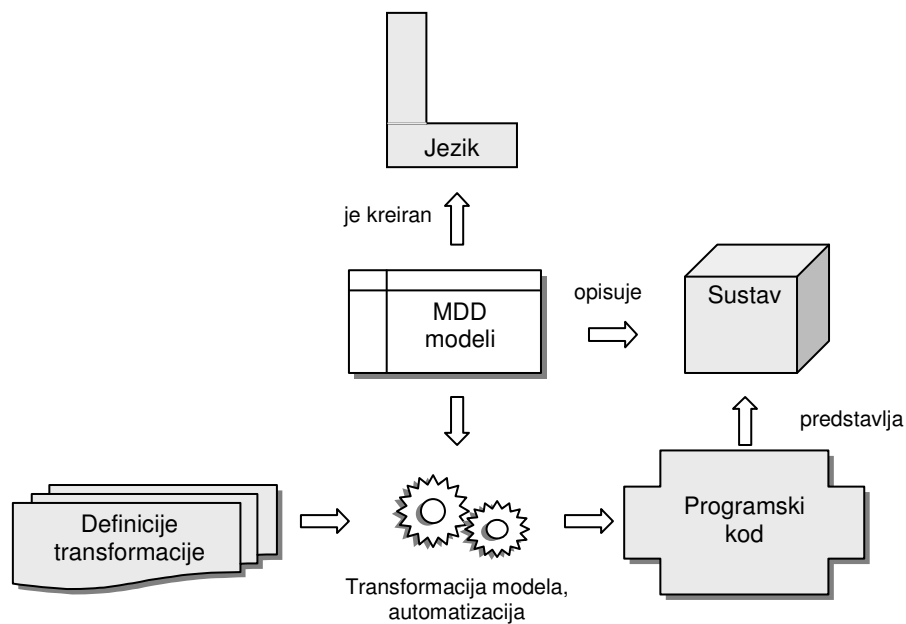 Jezik
je kreiran
MDD
modeli
opisuje
Sustav
predstavlja
Definicije
transformacije
Programski
kod
Transformacija modela,
automatizacija